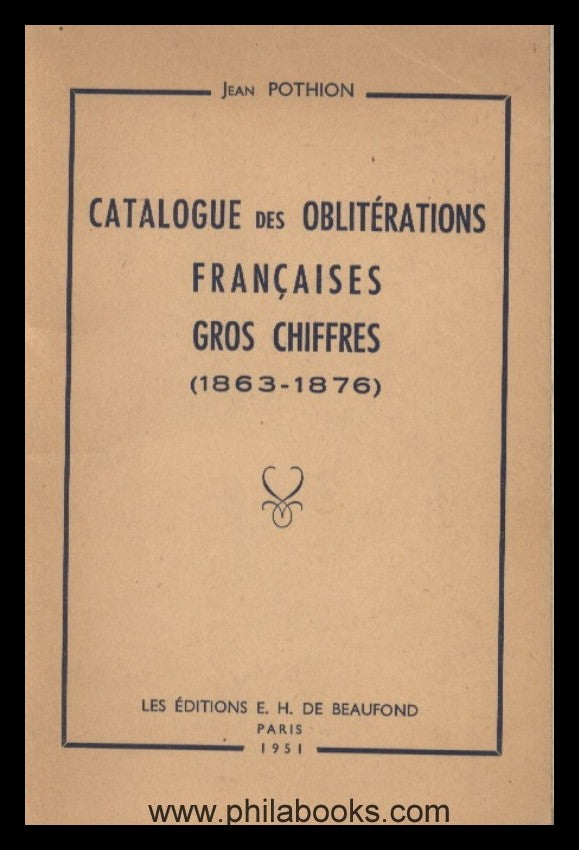 Jean POTHION
CATALOGUE DES OBLITÉRATIONS
FRANÇAISES
GROS CHIFFRES
(1863-1876)
LES ÉDITIONS E. H. DE BEAUFOND
PARIS
1951
www.philabooks.com